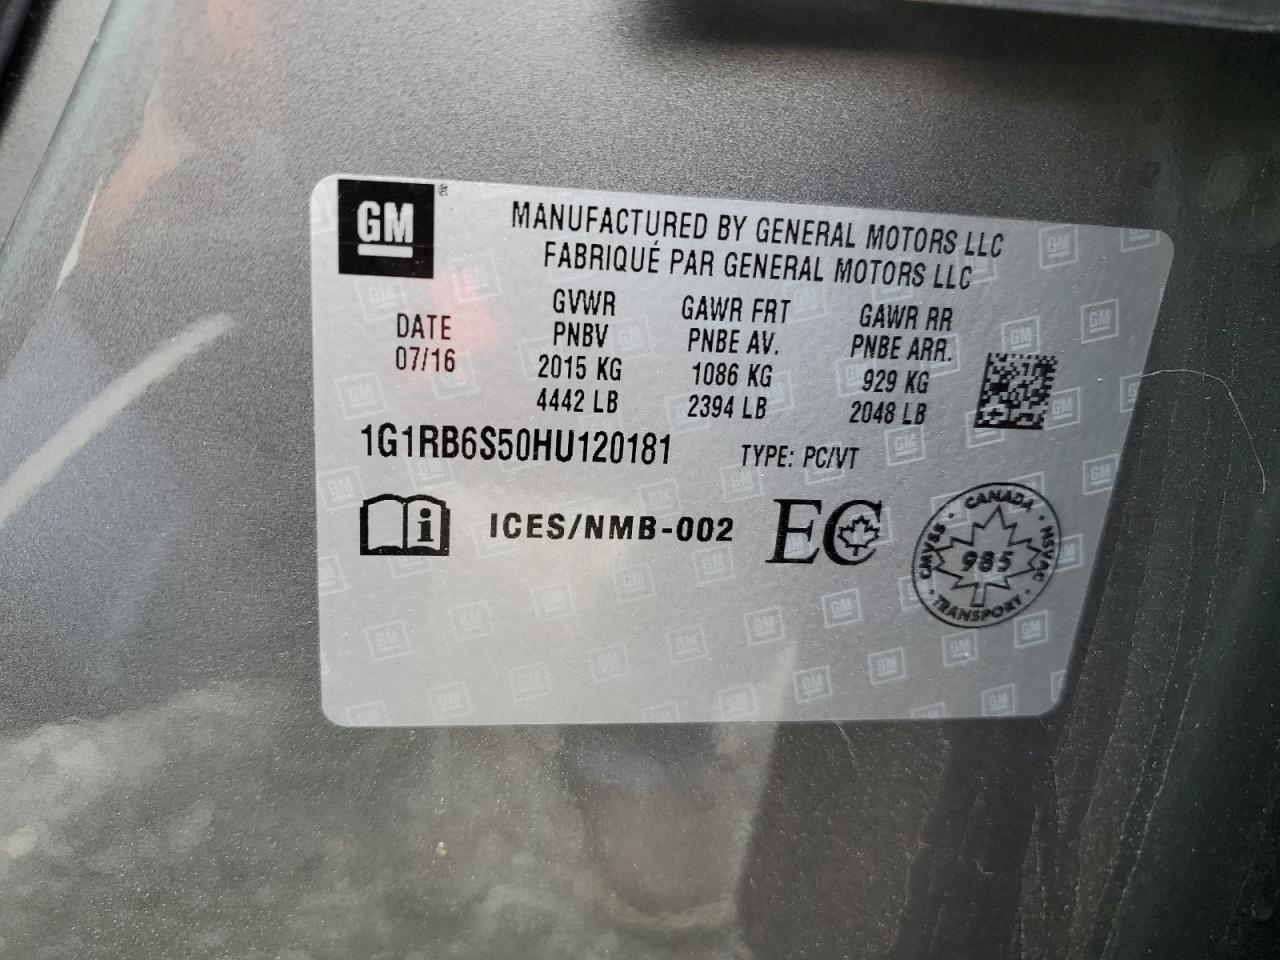 GM ®
MANUFACTURED BY GENERAL MOTORS LLC
FABRIQUÉ PAR GENERAL MOTORS LLC
DATE
07/16
GVWR
PNBV
2015 KG
4442 LB
GAWR FRT
PNBE AV.
1086 KG
2394 LB
GAWR RR
PNBE ARR.
929 KG
2048 LB
1G1RB6S50HU120181 TYPE: PC/VT
i ICES/NMB-002 EC
CANADA
CMVSS · NSVAC
985
TRANSPORT